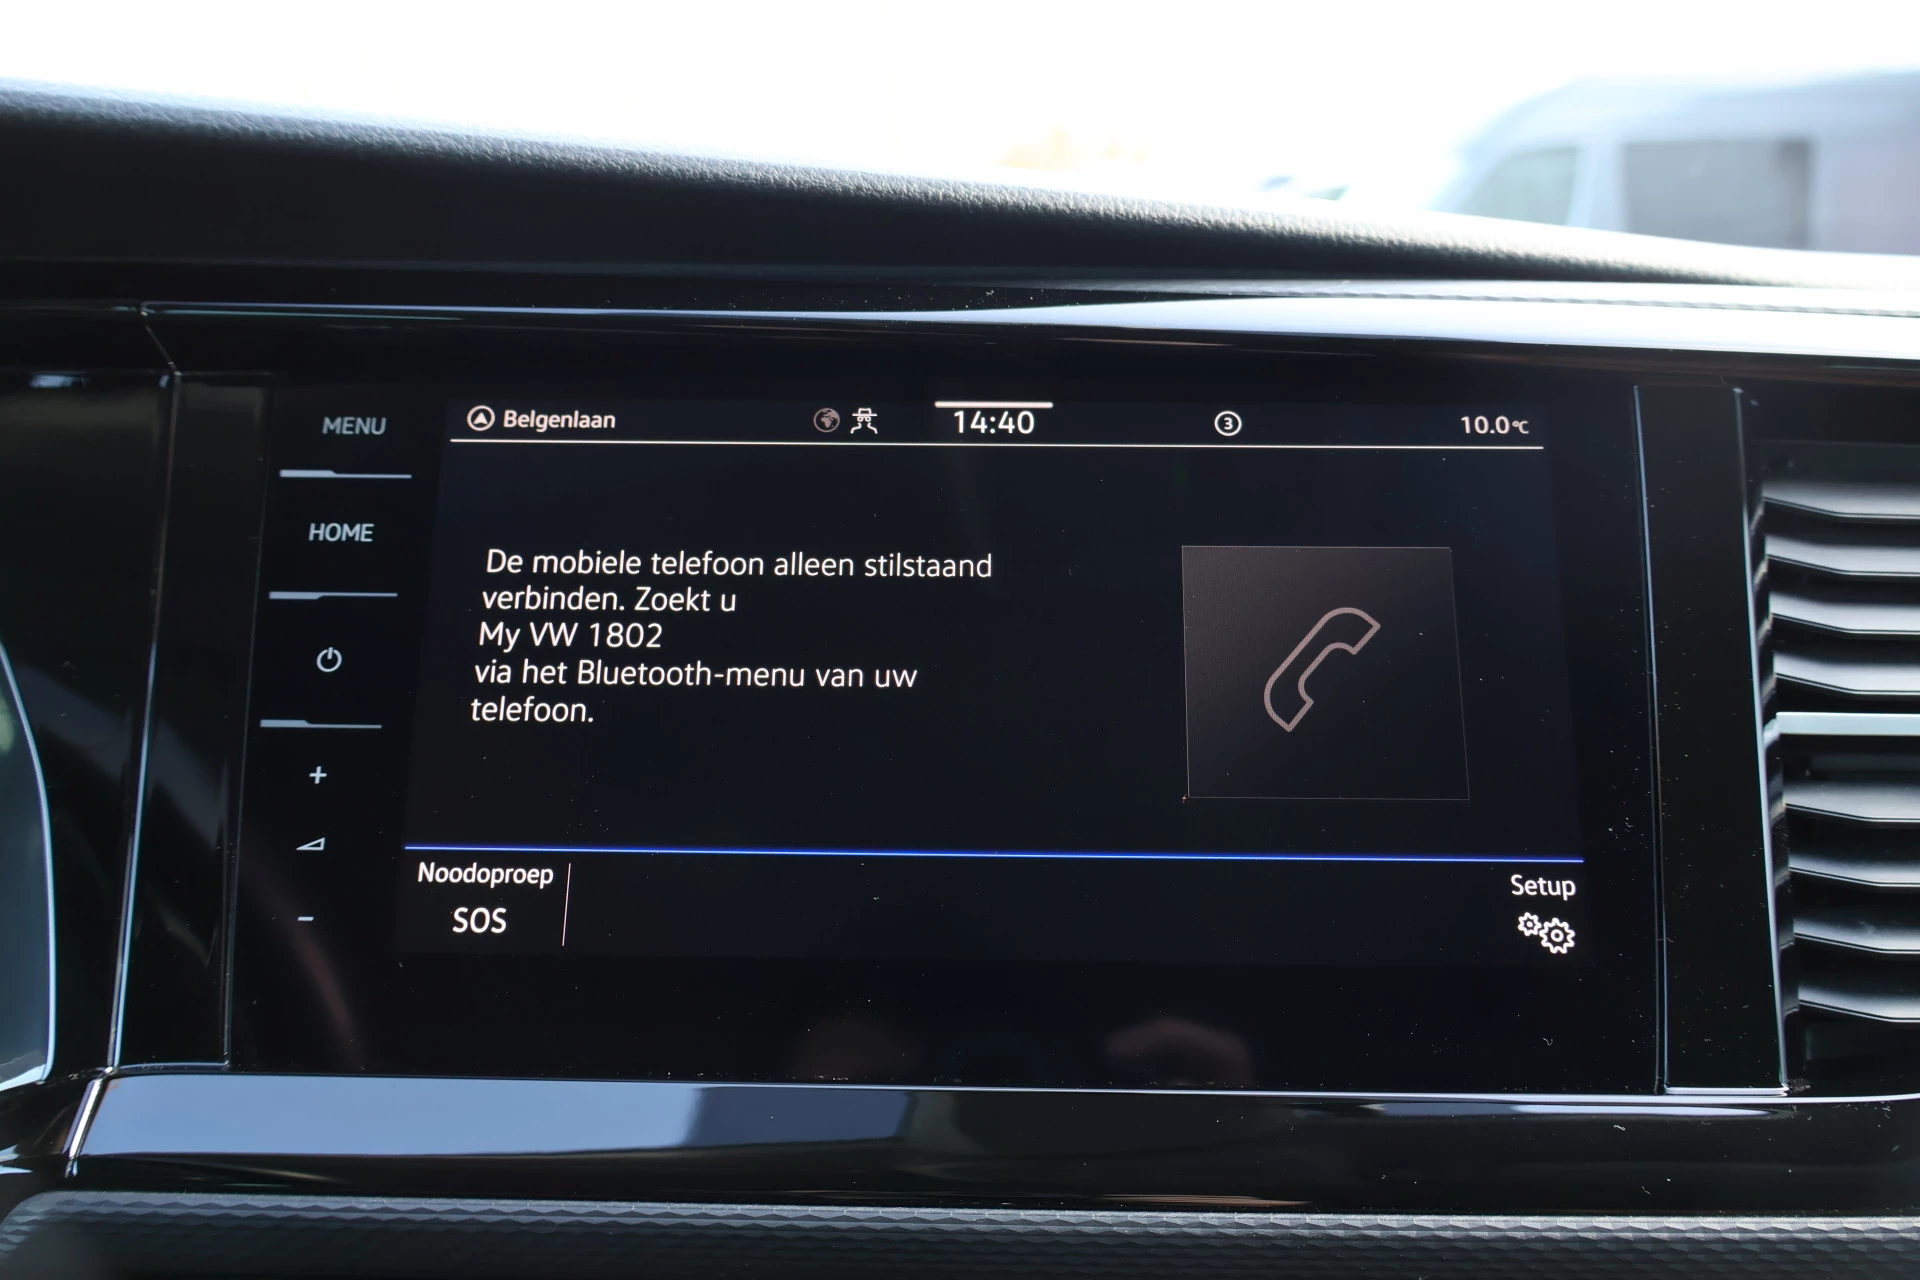 MENU
Belgenlaan
14:40
3
10.0°C
HOME
De mobiele telefoon alleen stilstaand
verbinden. Zoekt u
My VW 1802
via het Bluetooth-menu van uw
telefoon.
+
-
Noodoproep
SOS
Setup